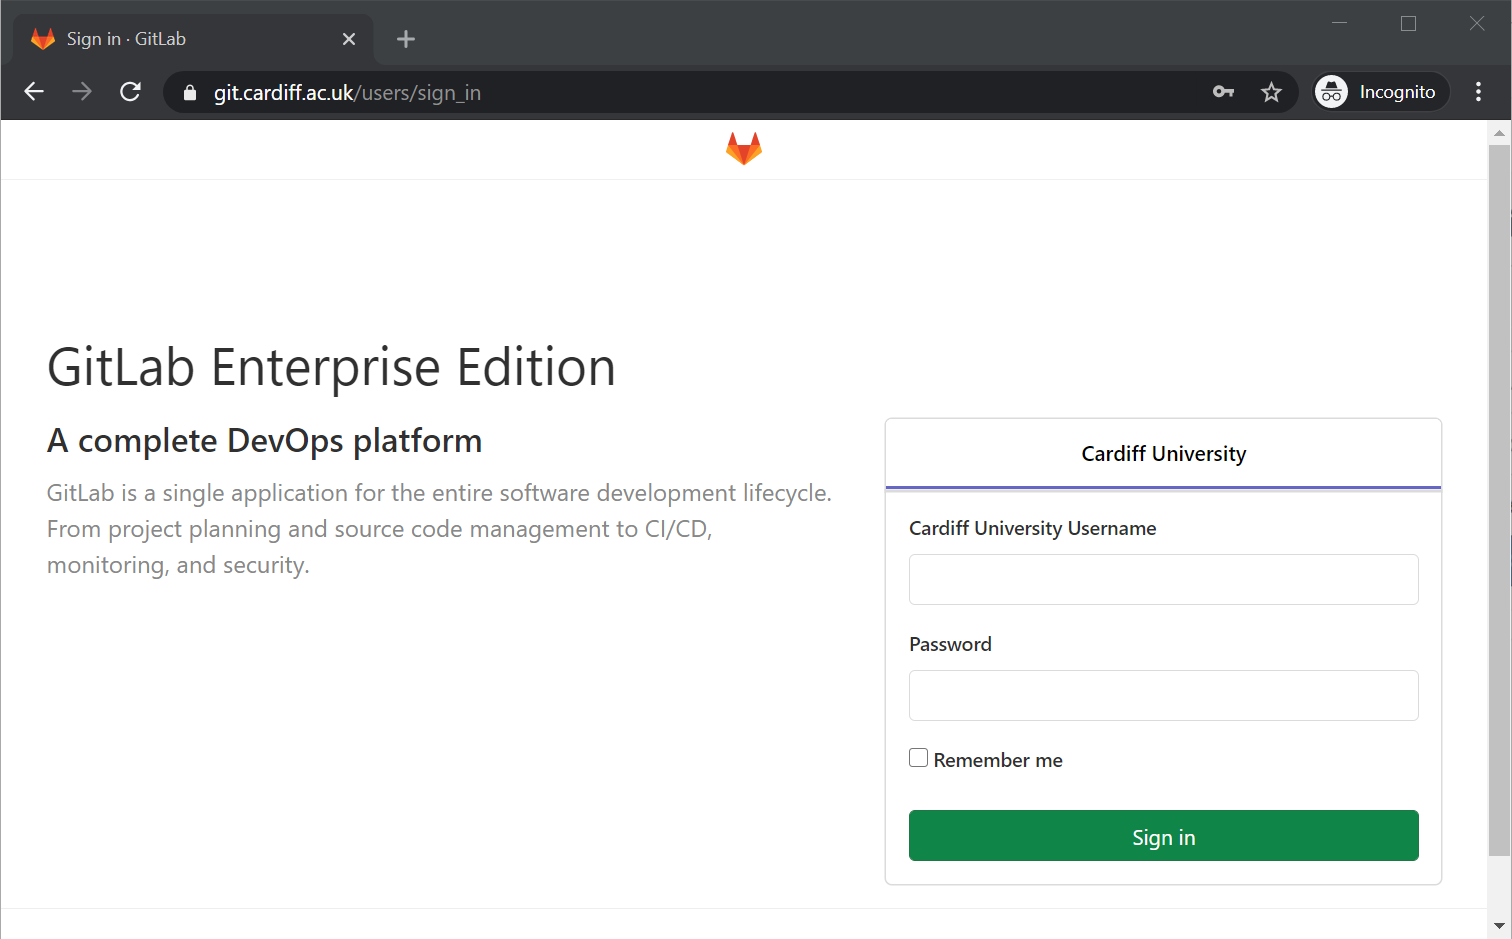 Sign in · GitLab
git.cardiff.ac.uk/users/sign_in
Incognito
GitLab Enterprise Edition
A complete DevOps platform
GitLab is a single application for the entire software development lifecycle.
From project planning and source code management to CI/CD,
monitoring, and security.
Cardiff University
Cardiff University Username
Password
Remember me
Sign in